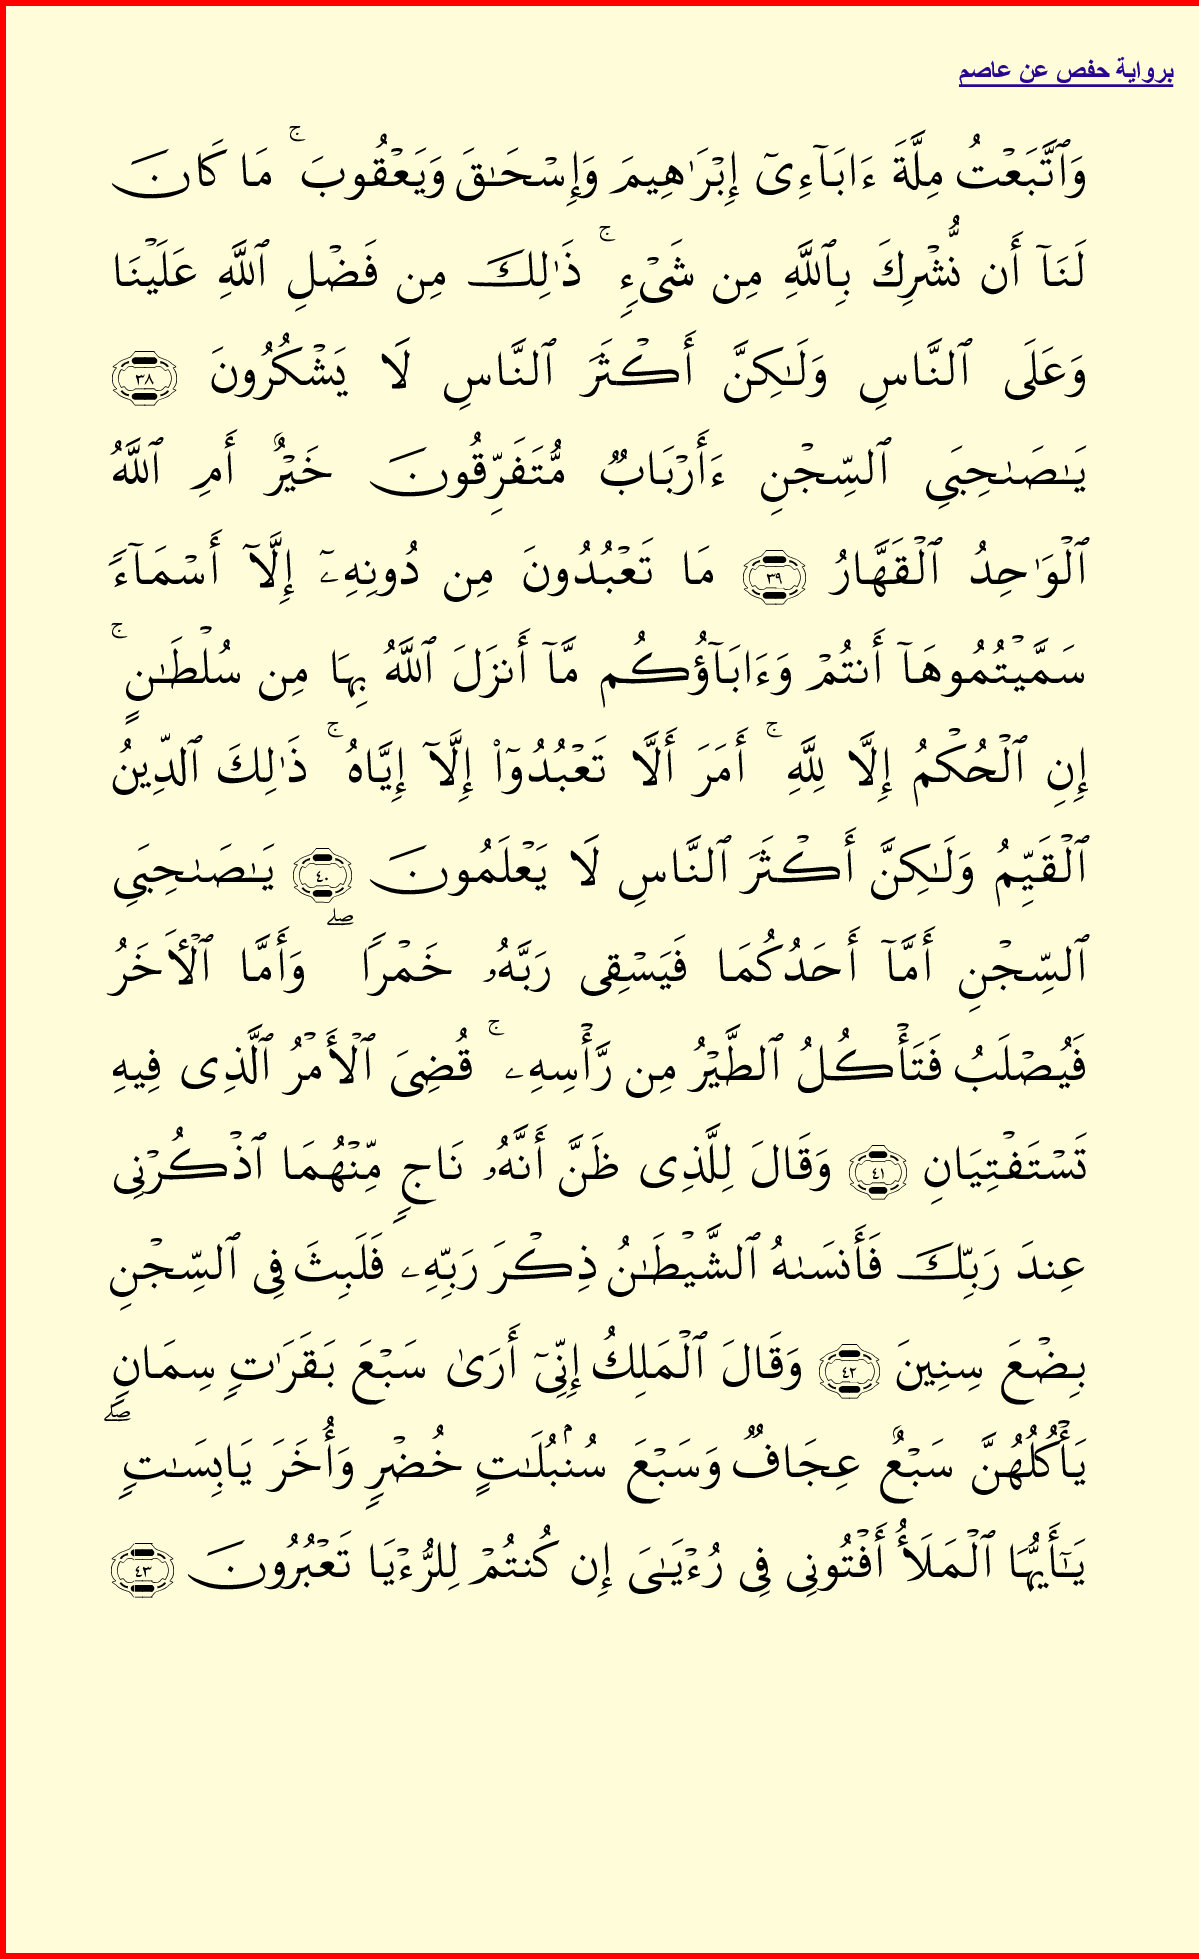 برواية حفص عن عاصم
وَٱتَّبَعۡتُ مِلَّةَ ءَابَآءِيٓ إِبۡرَٰهِيمَ وَإِسۡحَٰقَ وَيَعۡقُوبَۚ مَا كَانَ
لَنَآ أَن نُّشۡرِكَ بِٱللَّهِ مِن شَيۡءٖۚ ذَٰلِكَ مِن فَضۡلِ ٱللَّهِ عَلَيۡنَا
وَعَلَى ٱلنَّاسِ وَلَٰكِنَّ أَكۡثَرَ ٱلنَّاسِ لَا يَشۡكُرُونَ ٣٨
يَٰصَٰحِبَيِ ٱلسِّجۡنِ ءَأَرۡبَابٞ مُّتَفَرِّقُونَ خَيۡرٌ أَمِ ٱللَّهُ
ٱلۡوَٰحِدُ ٱلۡقَهَّارُ ٣٩ مَا تَعۡبُدُونَ مِن دُونِهِۦٓ إِلَّآ أَسۡمَآءٗ
سَمَّيۡتُمُوهَآ أَنتُمۡ وَءَابَآؤُكُم مَّآ أَنزَلَ ٱللَّهُ بِهَا مِن سُلۡطَٰنٍۚ
إِنِ ٱلۡحُكۡمُ إِلَّا لِلَّهِۚ أَمَرَ أَلَّا تَعۡبُدُوٓاْ إِلَّآ إِيَّاهُۚ ذَٰلِكَ ٱلدِّينُ
ٱلۡقَيِّمُ وَلَٰكِنَّ أَكۡثَرَ ٱلنَّاسِ لَا يَعۡلَمُونَ ٤٠ يَٰصَٰحِبَيِ
ٱلسِّجۡنِ أَمَّآ أَحَدُكُمَا فَيَسۡقِي رَبَّهُۥ خَمۡرٗاۖ وَأَمَّا ٱلۡأٓخَرُ
فَيُصۡلَبُ فَتَأۡكُلُ ٱلطَّيۡرُ مِن رَّأۡسِهِۦۚ قُضِيَ ٱلۡأَمۡرُ ٱلَّذِي فِيهِ
تَسۡتَفۡتِيَانِ ٤١ وَقَالَ لِلَّذِي ظَنَّ أَنَّهُۥ نَاجٖ مِّنۡهُمَا ٱذۡكُرۡنِي
عِندَ رَبِّكَ فَأَنسَىٰهُ ٱلشَّيۡطَٰنُ ذِكۡرَ رَبِّهِۦ فَلَبِثَ فِي ٱلسِّجۡنِ
بِضۡعَ سِنِينَ ٤٢ وَقَالَ ٱلۡمَلِكُ إِنِّيٓ أَرَىٰ سَبۡعَ بَقَرَٰتٖ سِمَانٖ
يَأۡكُلُهُنَّ سَبۡعٌ عِجَافٞ وَسَبۡعَ سُنۢبُلَٰتٍ خُضۡرٖ وَأُخَرَ يَابِسَٰتٖۖ
يَٰٓأَيُّهَا ٱلۡمَلَأُ أَفۡتُونِي فِي رُءۡيَٰيَ إِن كُنتُمۡ لِلرُّءۡيَا تَعۡبُرُونَ ٤٣